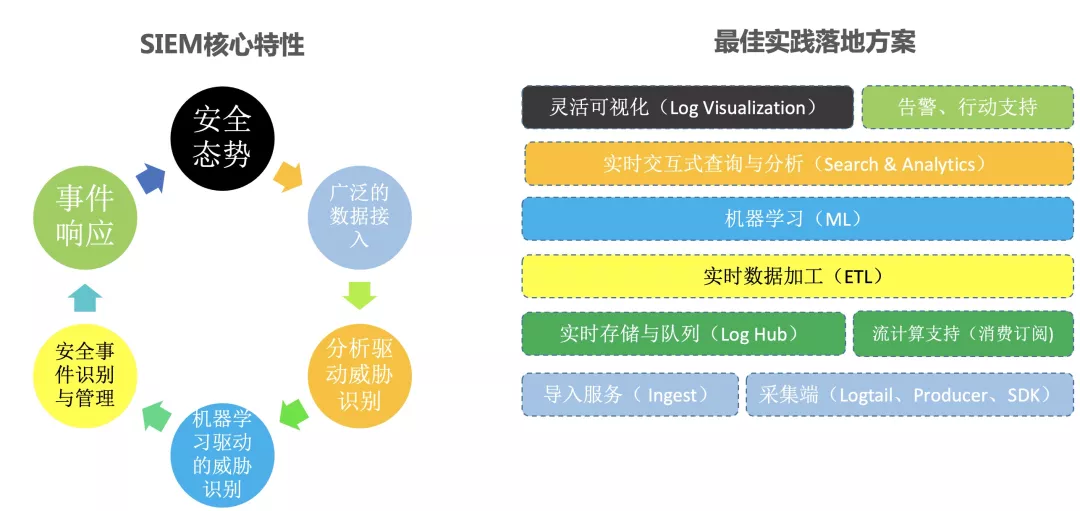 SIEM核心特性
安全
态势
广泛的
数据接
入
分析驱
动威胁
识别
机器学
习驱动
的威胁
识别
安全事
件识别
与管理
事件
响应
最佳实践落地方案
灵活可视化（Log Visualization）
告警、行动支持
实时交互式查询与分析（Search & Analytics）
机器学习（ML）
实时数据加工（ETL）
实时存储与队列（Log Hub）
流计算支持（消费订阅)
导入服务（ Ingest）
采集端（Logtail、Producer、SDK）